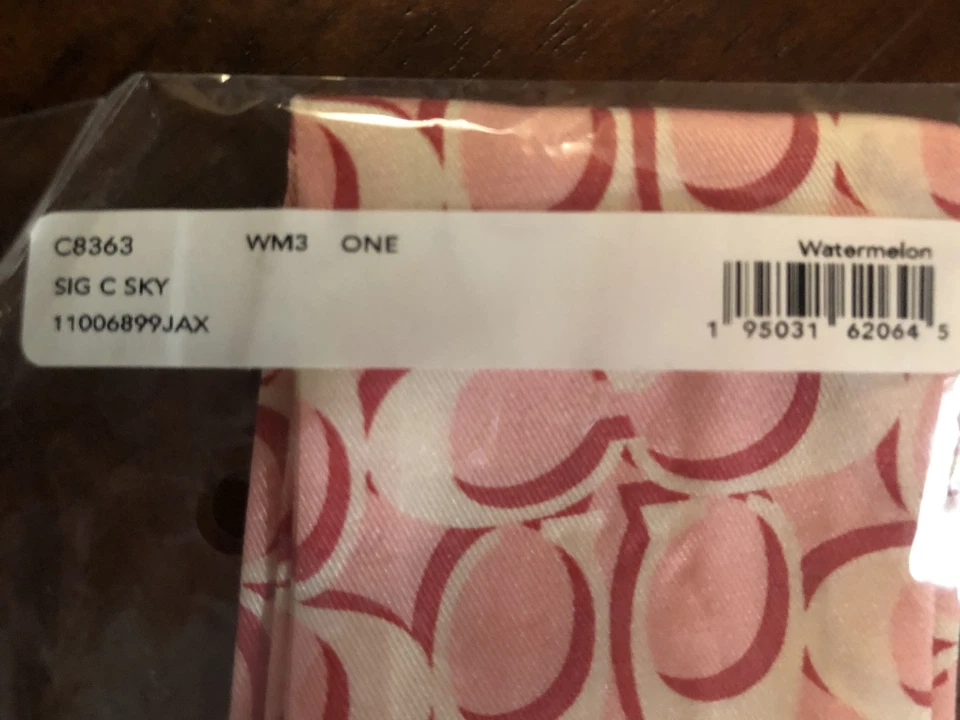 C8363 WM3 ONE Watermelon
SIG C SKY
11006899JAX
1 95031 62064 5